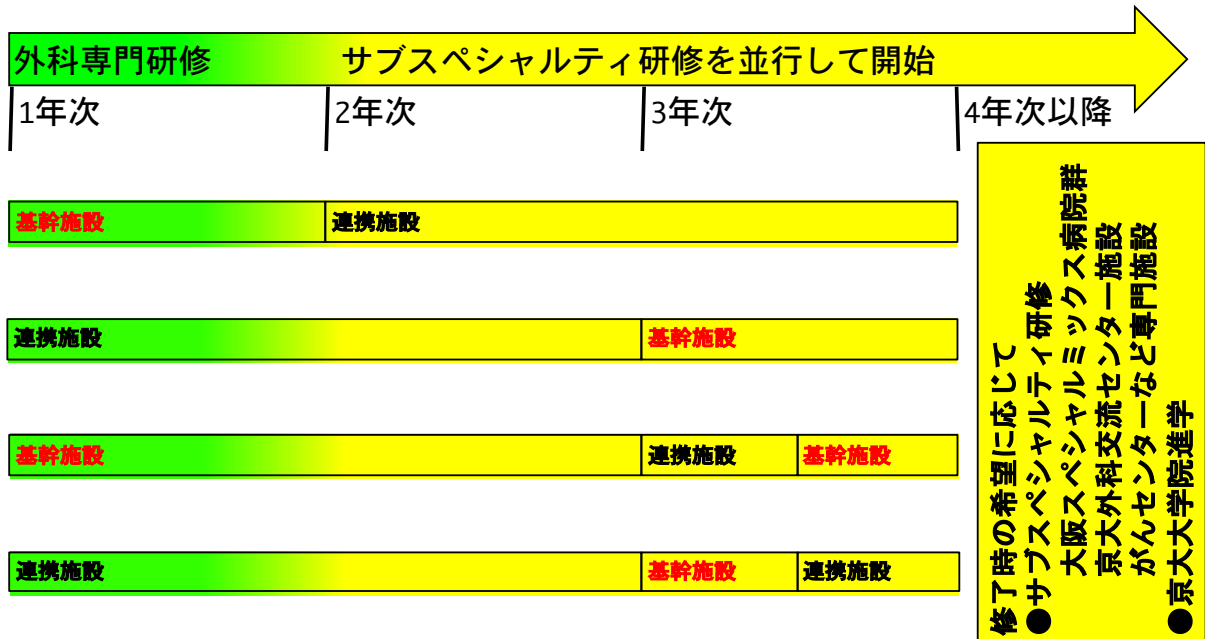 外科専門研修 サブスペシャルティ研修を並行して開始
1年次 2年次 3年次 4年次以降
基幹施設 連携施設
連携施設 基幹施設
基幹施設 連携施設 基幹施設
連携施設 基幹施設 連携施設
修了時の希望に応じて
●サブスペシャルティ研修
大阪スペシャルミックス病院群
京大外科交流センター施設
がんセンターなど専門施設
●京大大学院進学